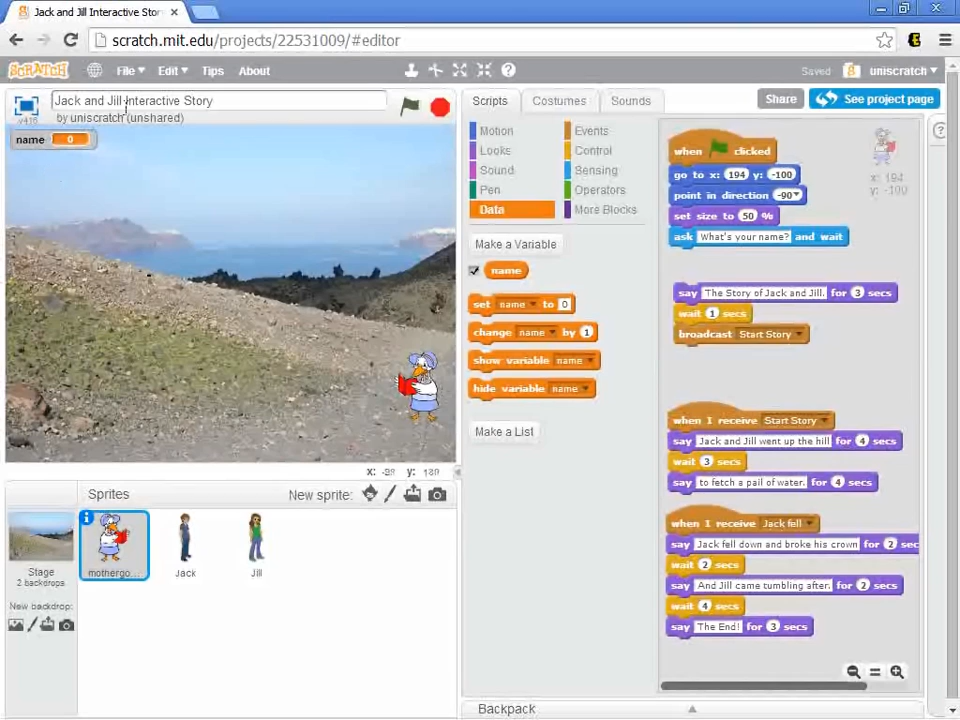 Jack and Jill Interactive Stor
scratch.mit.edu/projects/22531009/#editor
SCRATCH File Edit Tips About Saved uniscratch
Jack and Jill Interactive Story
by uniscratch (unshared)
v416
Scripts Costumes Sounds Share See project page
name 0
Motion Events
Looks Control
Sound Sensing
Pen Operators
Data More Blocks
Make a Variable
name
set name to 0
change name by 1
show variable name
hide variable name
Make a List
when clicked
go to x: 194 y: -100
point in direction -90
set size to 50 %
ask What's your name? and wait
x: 194
y: -100
say The Story of Jack and Jill. for 3 secs
wait 1 secs
broadcast Start Story
when I receive Start Story
say Jack and Jill went up the hill for 4 secs
wait 3 secs
say to fetch a pail of water. for 4 secs
when I receive Jack fell
say Jack fell down and broke his crown for 2 sec
wait 2 secs
say And Jill came tumbling after. for 2 secs
wait 4 secs
say The End! for 3 secs
y: 180
Sprites New sprite:
Stage
2 backdrops
New backdrop:
mothergo...
Jack
Jill
Backpack